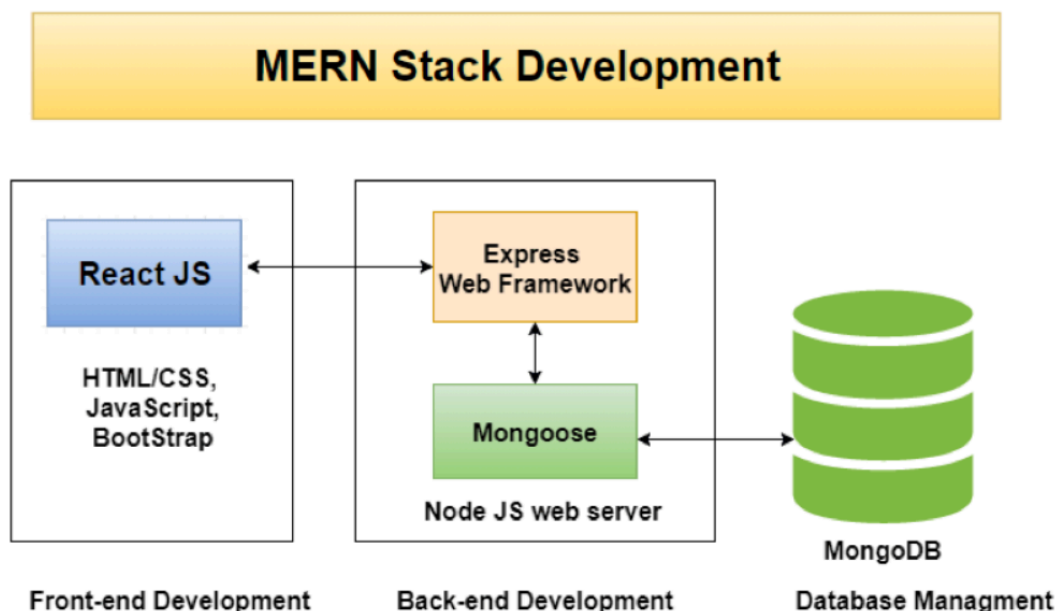 MERN Stack Development
React JS
HTML/CSS,
JavaScript,
BootStrap
Express
Web Framework
Mongoose
Node JS web server
MongoDB
Front-end Development
Back-end Development
Database Managment